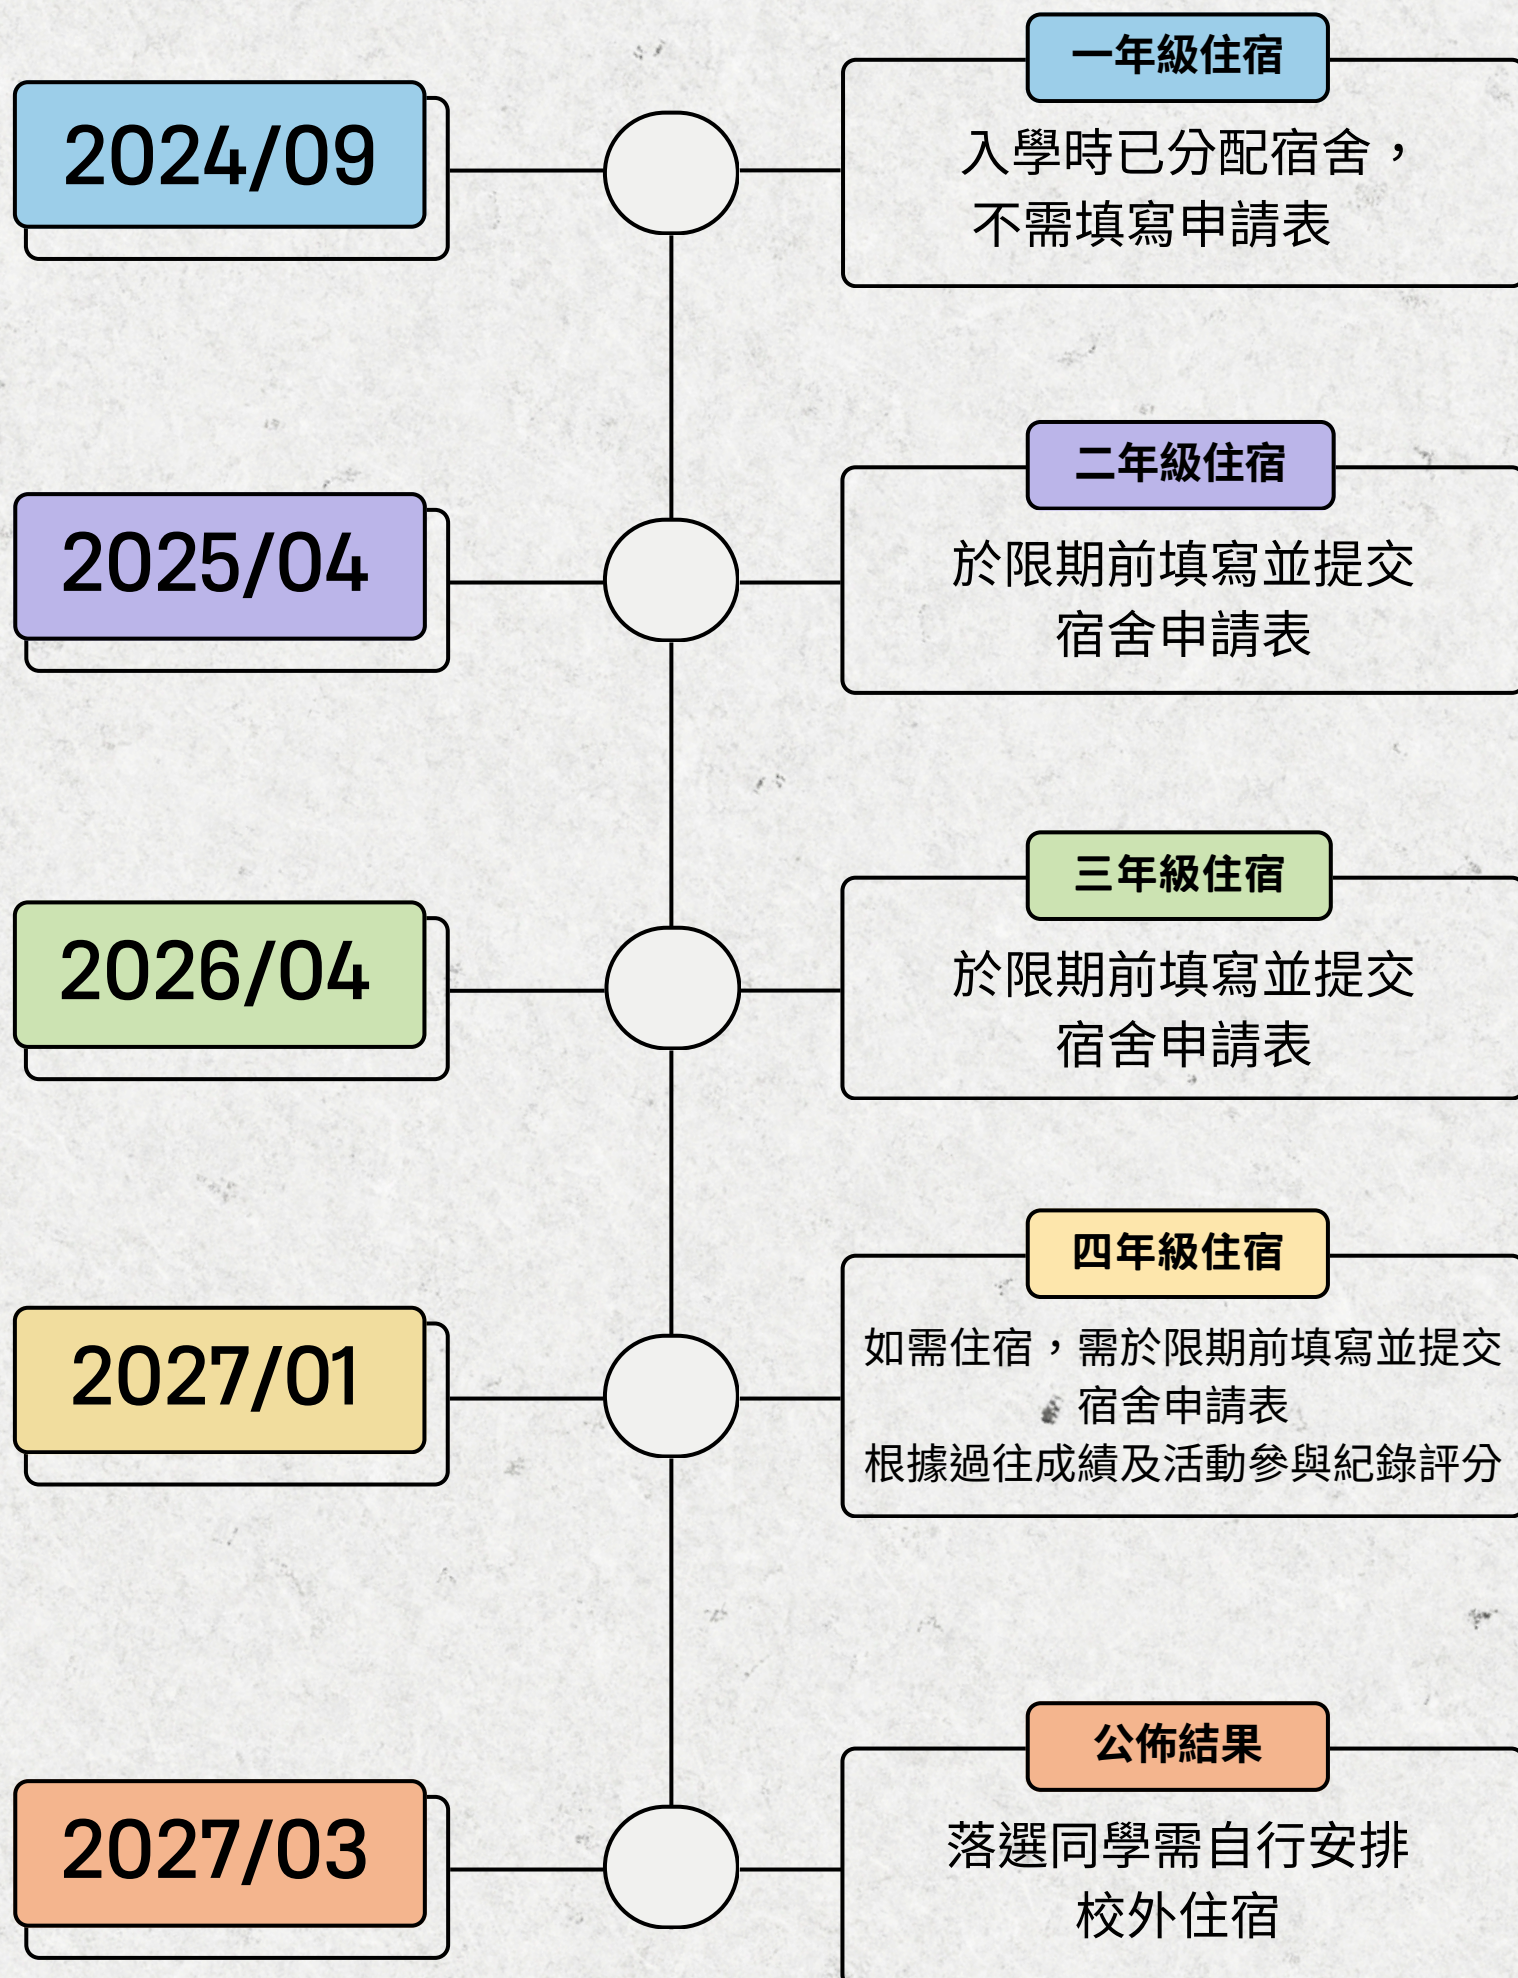 2024/09
一年級住宿
入學時已分配宿舍，
不需填寫申請表
2025/04
二年級住宿
於限期前填寫並提交
宿舍申請表
2026/04
三年級住宿
於限期前填寫並提交
宿舍申請表
2027/01
四年級住宿
如需住宿，需於限期前填寫並提交
宿舍申請表
根據過往成績及活動參與紀錄評分
2027/03
公佈結果
落選同學需自行安排
校外住宿